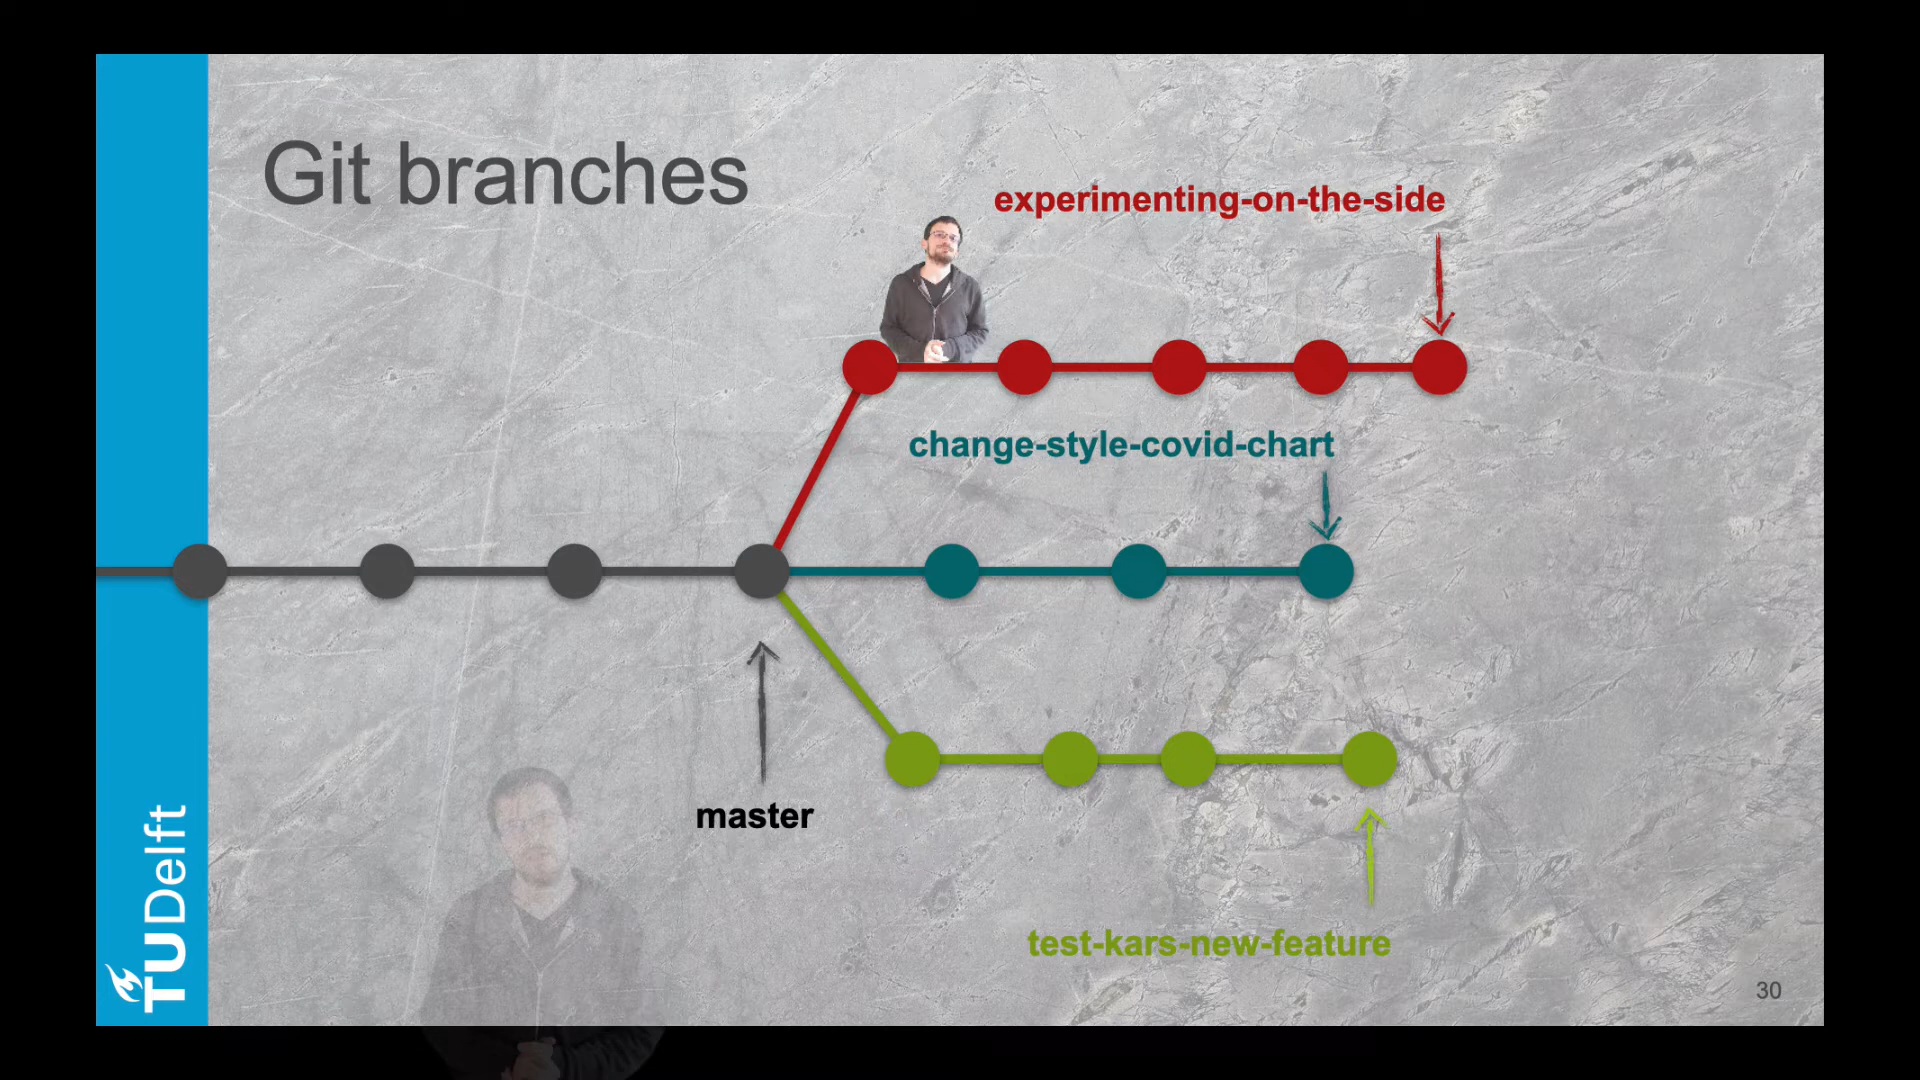 Git branches
experimenting-on-the-side
change-style-covid-chart
master
test-kars-new-feature
TUDelft
30